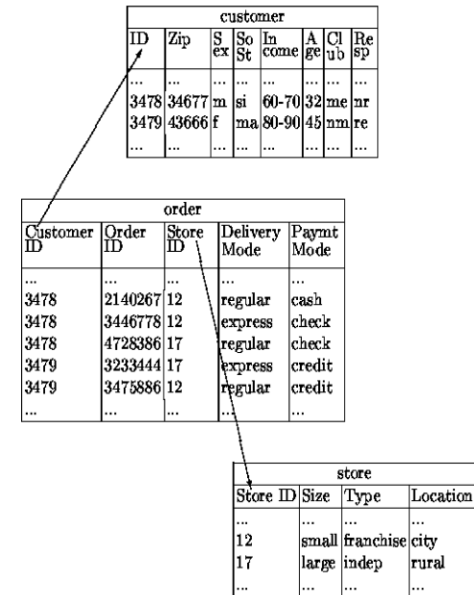 customer
ID Zip S ex So St In come A ge Cl ub Re sp
... ... ... ... ... ... ... ...
3478 34677 m si 60-70 32 me nr
3479 43666 f ma 80-90 45 nm re
... ... ... ... ... ... ... ...
order
Customer ID Order ID Store ID Delivery Mode Paymt Mode
... ... ... ... ...
3478 2140267 12 regular cash
3478 3446778 12 express check
3478 4728386 17 regular check
3479 3233444 17 express credit
3479 3475886 12 regular credit
... ... ... ... ...
store
Store ID Size Type Location
... ... ... ...
12 small franchise city
17 large indep rural
... ... ... ...